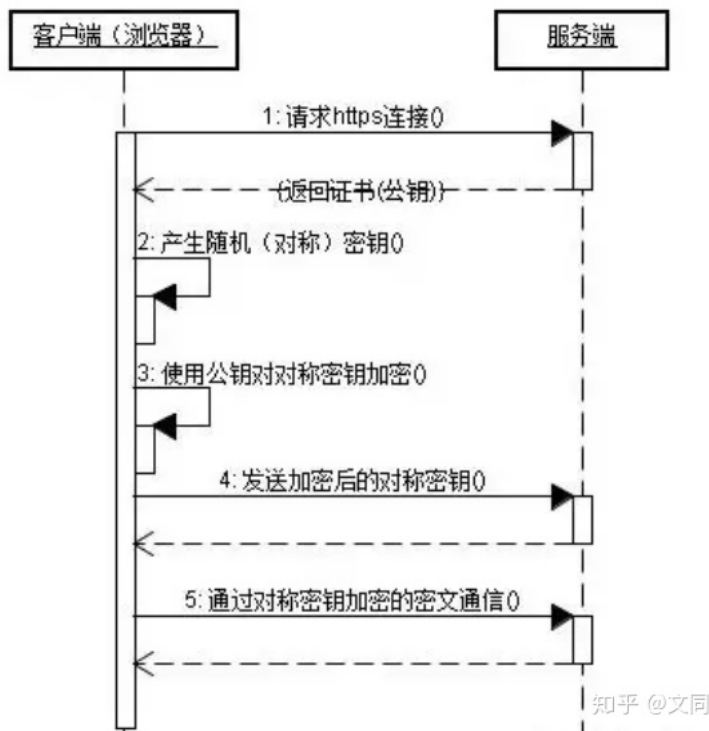 客户端（浏览器）
服务端
1: 请求https连接()
{返回证书(公钥)}
2: 产生随机（对称）密钥()
3: 使用公钥对对称密钥加密()
4: 发送加密后的对称密钥()
5: 通过对称密钥加密的密文通信()
知乎 @文同